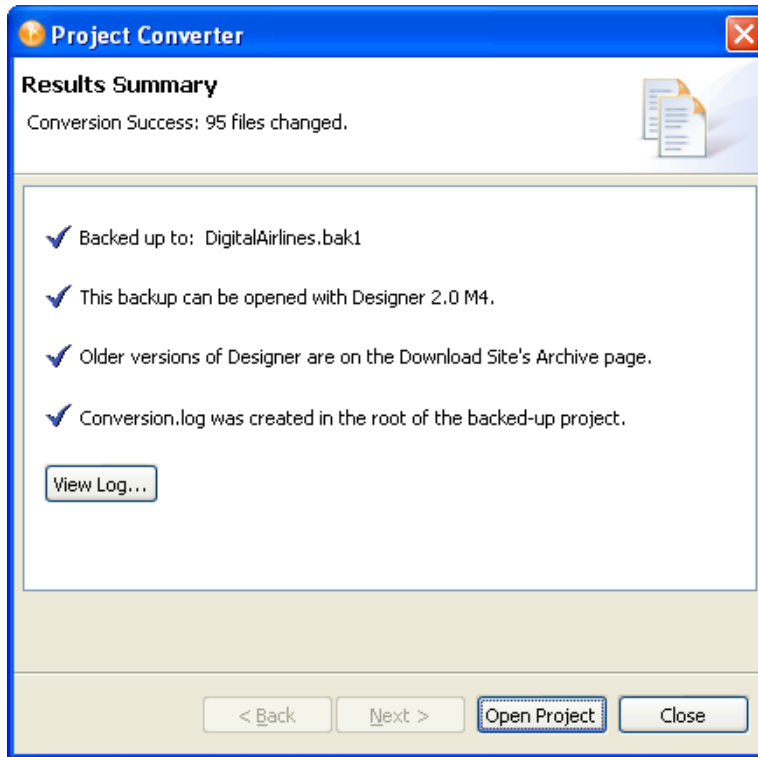 Project Converter
Results Summary
Conversion Success: 95 files changed.
Backed up to: DigitalAirlines.bak1
This backup can be opened with Designer 2.0 M4.
Older versions of Designer are on the Download Site's Archive page.
Conversion.log was created in the root of the backed-up project.
View Log...
< Back Next > Open Project Close